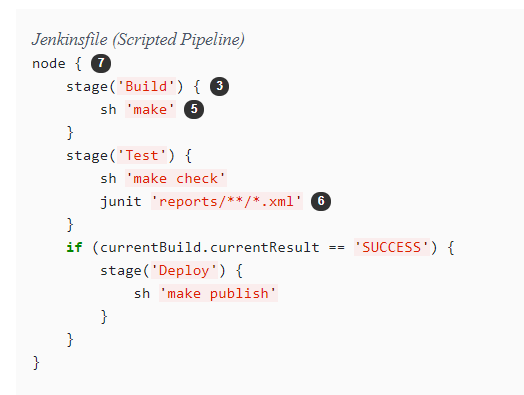 Jenkinsfile (Scripted Pipeline)
node { 7
    stage('Build') { 3
        sh 'make' 5
    }
    stage('Test') {
        sh 'make check'
        junit 'reports/**/*.xml' 6
    }
    if (currentBuild.currentResult == 'SUCCESS') {
        stage('Deploy') {
            sh 'make publish'
        }
    }
}